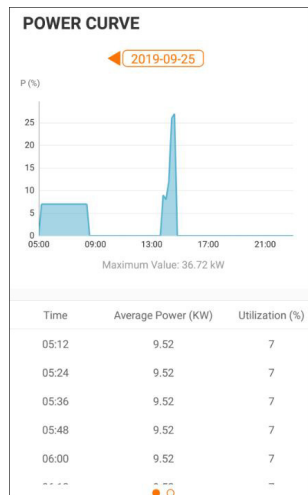 POWER CURVE
2019-09-25
P (%)
25
20
15
10
5
0
05:00 09:00 13:00 17:00 21:00
Maximum Value: 36.72 kW
Time Average Power (KW) Utilization (%)
05:12 9.52 7
05:24 9.52 7
05:36 9.52 7
05:48 9.52 7
06:00 9.52 7